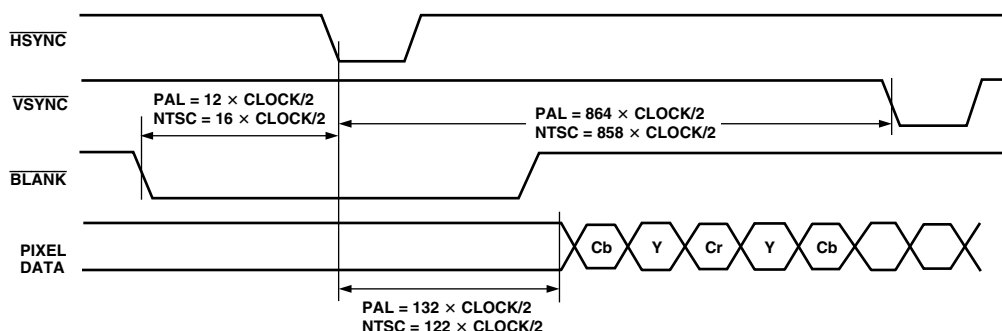 HSYNC
VSYNC
PAL = 12 × CLOCK/2
NTSC = 16 × CLOCK/2
PAL = 864 × CLOCK/2
NTSC = 858 × CLOCK/2
BLANK
PIXEL
DATA
Cb Y Cr Y Cb
PAL = 132 × CLOCK/2
NTSC = 122 × CLOCK/2